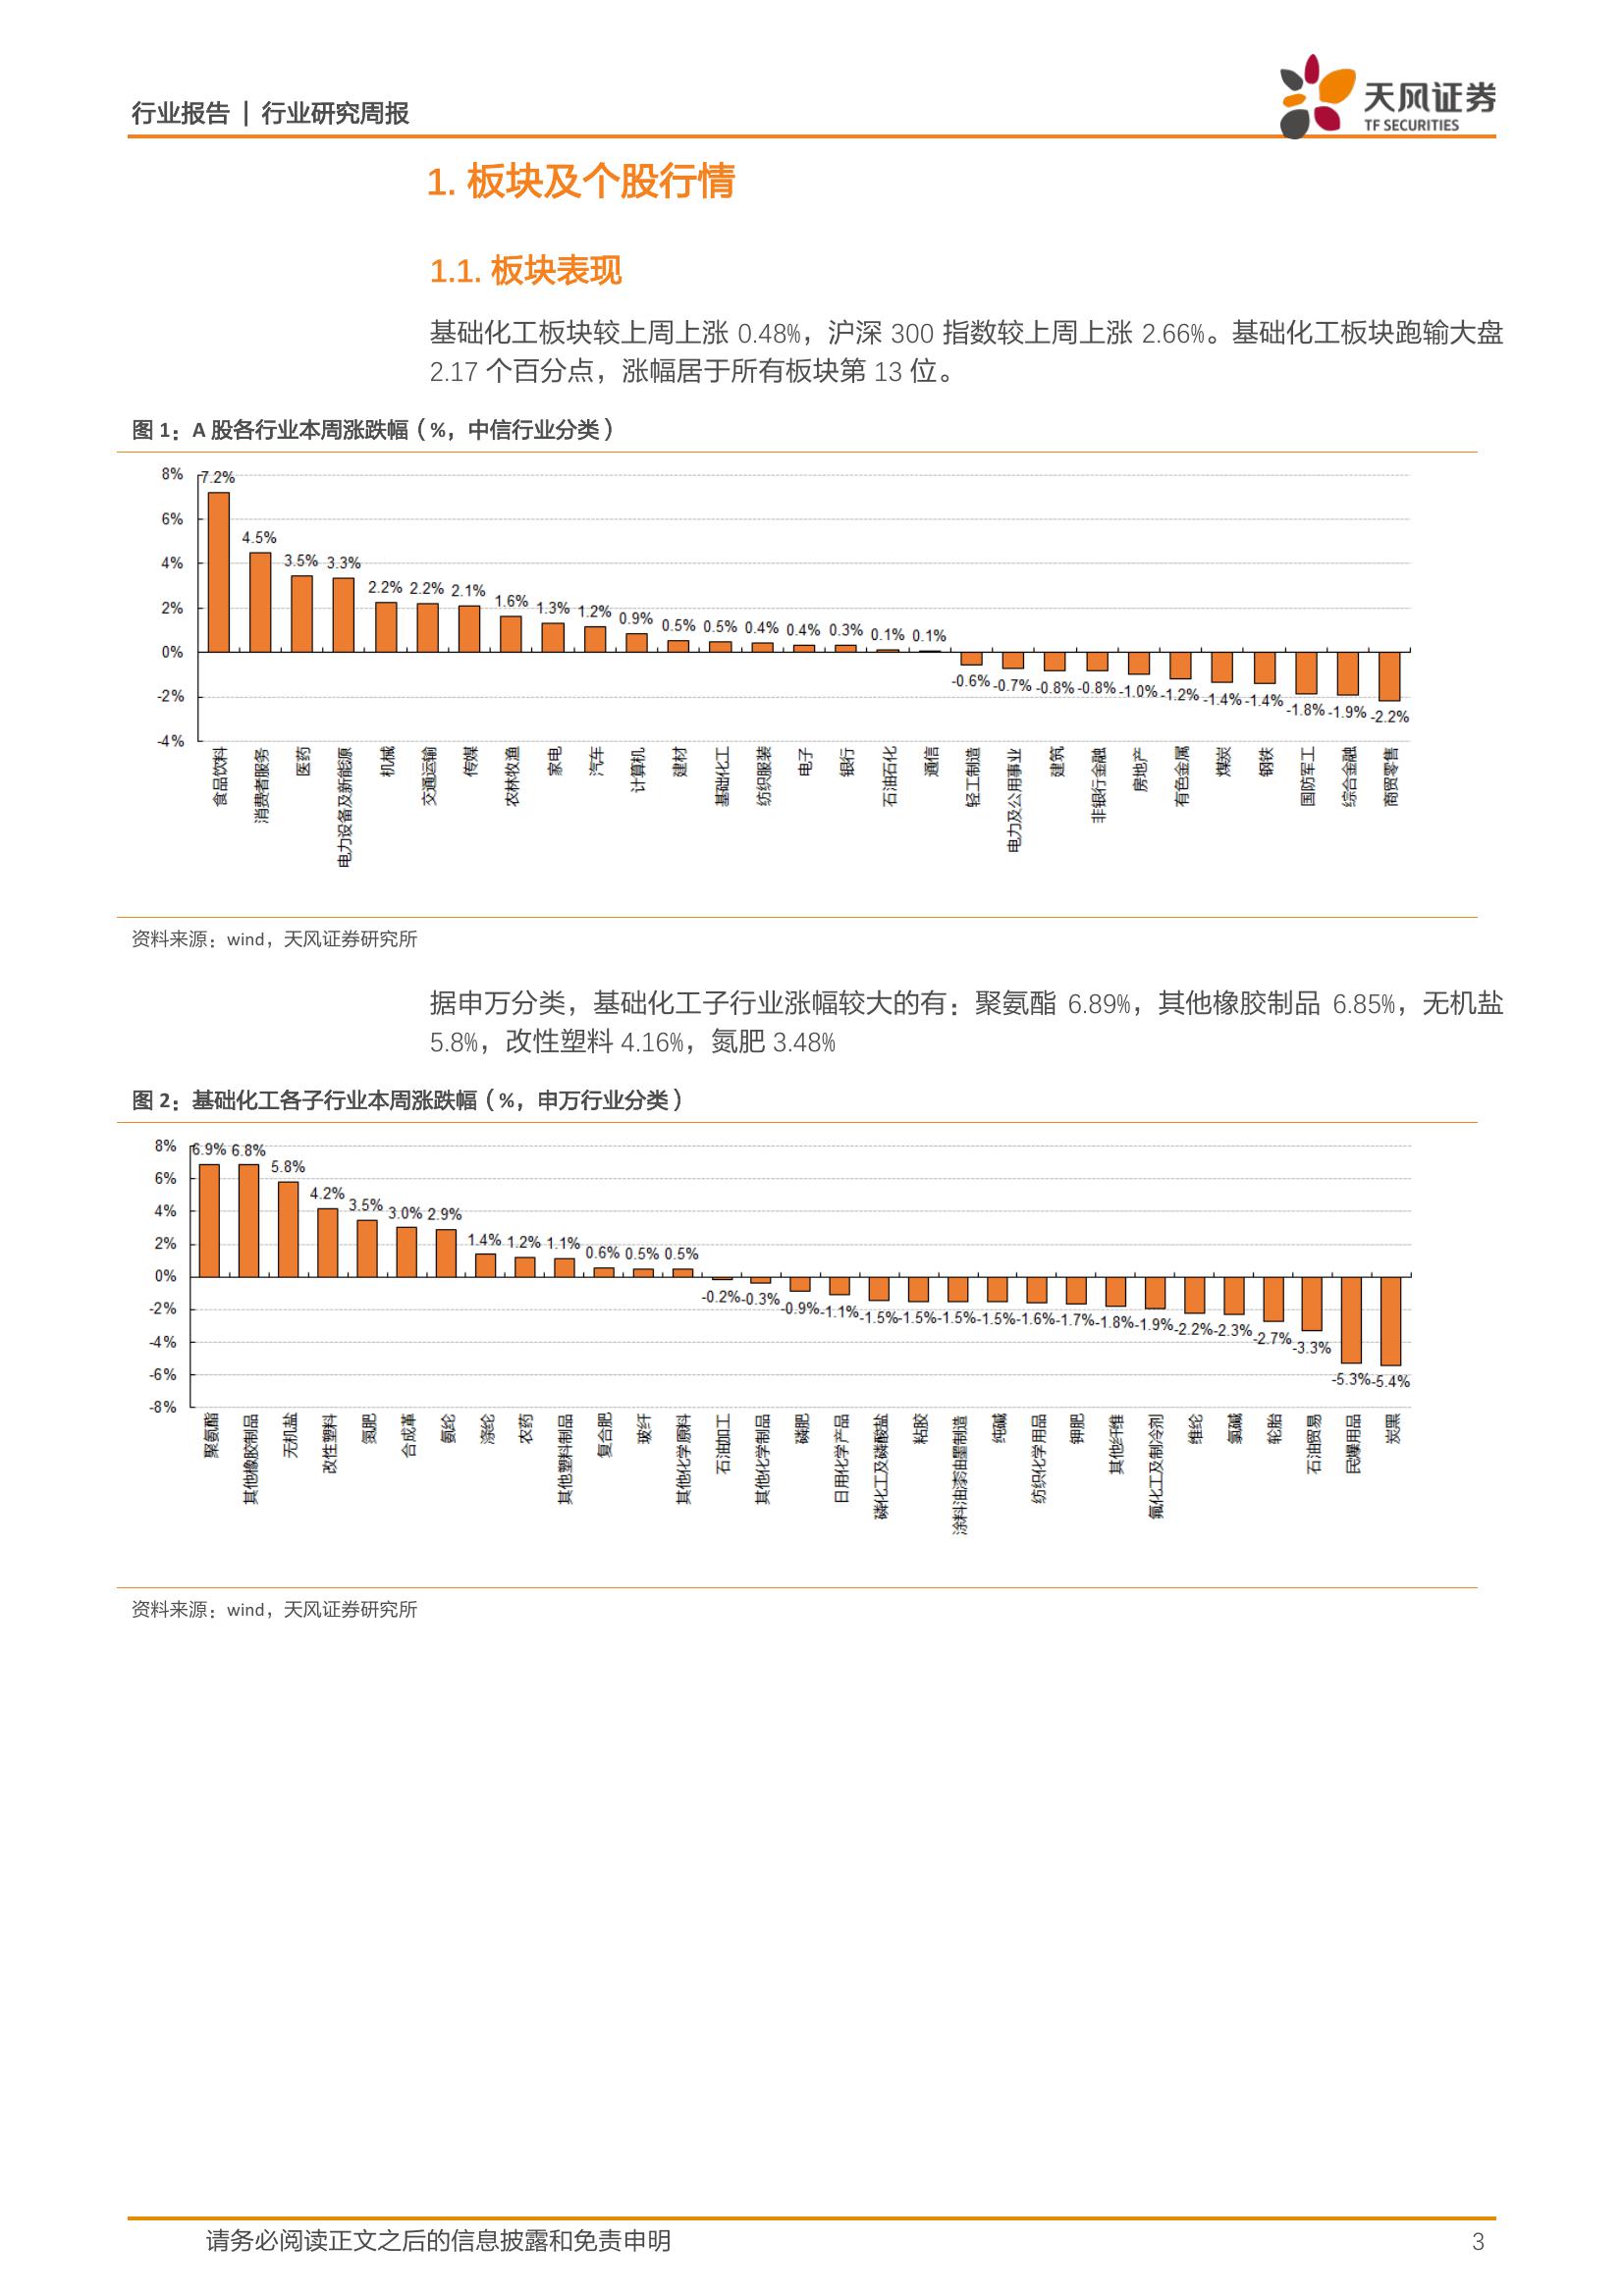 行业报告 | 行业研究周报
天风证券
TF SECURITIES
1. 板块及个股行情
1.1. 板块表现
基础化工板块较上周上涨 0.48%，沪深 300 指数较上周上涨 2.66%。基础化工板块跑输大盘
2.17 个百分点，涨幅居于所有板块第 13 位。
图 1：A 股各行业本周涨跌幅（%，中信行业分类）
8%
6%
4%
2%
0%
-2%
-4%
7.2% 4.5% 3.5% 3.3% 2.2% 2.2% 2.1% 1.6% 1.3% 1.2% 0.9% 0.5% 0.5% 0.4% 0.4% 0.3% 0.1% 0.1% -0.6% -0.7% -0.8% -0.8% -1.0% -1.2% -1.4% -1.4% -1.8% -1.9% -2.2%
食品饮料 消费者服务 医药 电力设备及新能源 机械 交通运输 传媒 农林牧渔 家电 汽车 计算机 建材 基础化工 纺织服装 电子 银行 石油石化 通信 轻工制造 电力及公用事业 建筑 非银行金融 房地产 有色金属 煤炭 钢铁 国防军工 综合金融 商贸零售
资料来源：wind，天风证券研究所
据申万分类，基础化工子行业涨幅较大的有：聚氨酯 6.89%，其他橡胶制品 6.85%，无机盐
5.8%，改性塑料 4.16%，氮肥 3.48%
图 2：基础化工各子行业本周涨跌幅（%，申万行业分类）
8%
6%
4%
2%
0%
-2%
-4%
-6%
-8%
6.9% 6.8% 5.8% 4.2% 3.5% 3.0% 2.9% 1.4% 1.2% 1.1% 0.6% 0.5% 0.5% -0.2% -0.3% -0.9% -1.1% -1.5% -1.5% -1.5% -1.5% -1.6% -1.7% -1.8% -1.9% -2.2% -2.3% -2.7% -3.3% -5.3% -5.4%
聚氨酯 其他橡胶制品 无机盐 改性塑料 氮肥 合成革 氨纶 涤纶 农药 其他塑料制品 复合肥 玻纤 其他化学原料 石油加工 其他化学制品 磷肥 日用化学产品 磷化工及磷酸盐 粘胶 涂料油漆油墨制造 纯碱 纺织化学用品 钾肥 其他纤维 氟化工及制冷剂 维纶 氯碱 轮胎 石油贸易 民爆用品 炭黑
资料来源：wind，天风证券研究所
请务必阅读正文之后的信息披露和免责申明
3